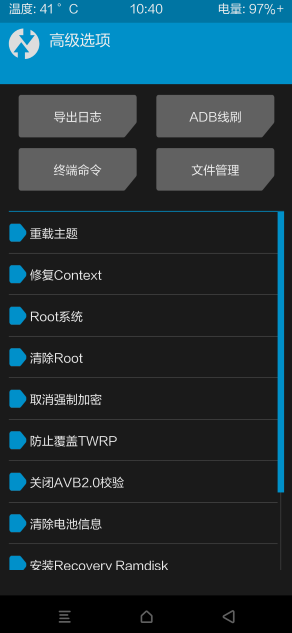 温度: 41 ° C 10:40 电量: 97%+
高级选项
导出日志 ADB线刷
终端命令 文件管理
重载主题
修复Context
Root系统
清除Root
取消强制加密
防止覆盖TWRP
关闭AVB2.0校验
清除电池信息
安装Recovery Ramdisk